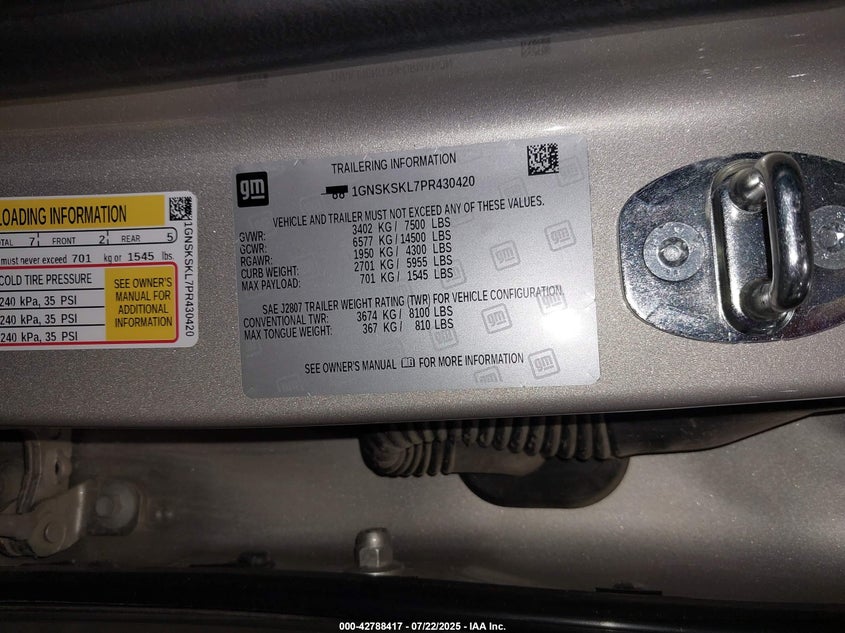 TRAILERING INFORMATION
gm
1GNSKSKL7PR430420
VEHICLE AND TRAILER MUST NOT EXCEED ANY OF THESE VALUES.
GVWR: 3402 KG / 7500 LBS
GCWR: 6577 KG / 14500 LBS
RGAWR: 1950 KG / 4300 LBS
CURB WEIGHT: 2701 KG / 5955 LBS
MAX PAYLOAD: 701 KG / 1545 LBS
SAE J2807 TRAILER WEIGHT RATING (TWR) FOR VEHICLE CONFIGURATION.
CONVENTIONAL TWR: 3674 KG / 8100 LBS
MAX TONGUE WEIGHT: 367 KG / 810 LBS
SEE OWNER'S MANUAL FOR MORE INFORMATION
LOADING INFORMATION
7 FRONT 2 REAR 5
must never exceed 701 kg or 1545 lbs.
COLD TIRE PRESSURE
240 kPa, 35 PSI
240 kPa, 35 PSI
240 kPa, 35 PSI
SEE OWNER'S
MANUAL FOR
ADDITIONAL
INFORMATION
1GNSKSKL7PR430420
000-42788417 - 07/22/2025 - IAA Inc.